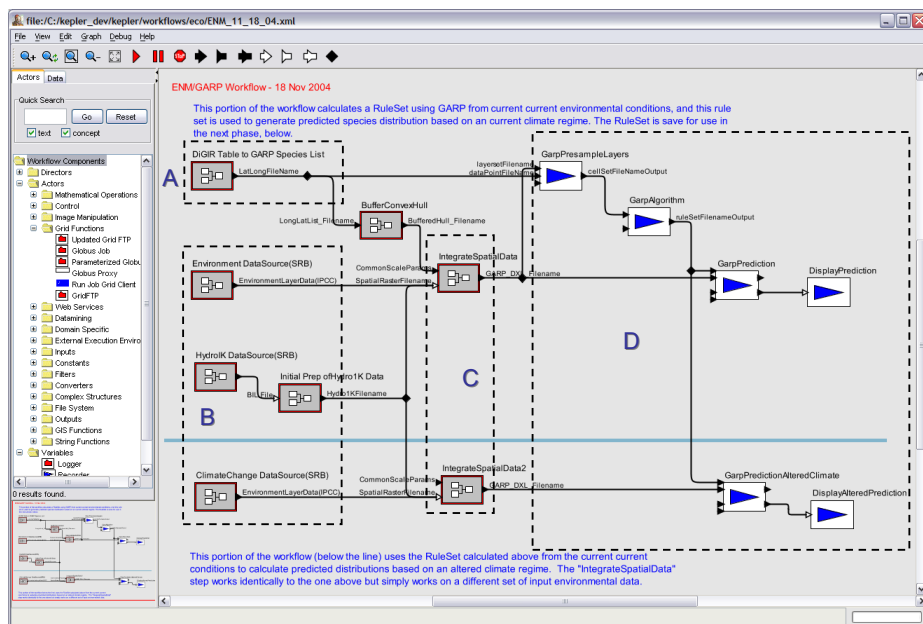 file:/C:/kepler_dev/kepler/workflows/eco/ENM_11_18_04.xml
File View Edit Graph Debug Help
Actors Data
Quick Search
Go Reset
text concept
Workflow Components
Directors
Actors
Mathematical Operations
Control
Image Manipulation
Grid Functions
Updated Grid FTP
Globus Job
Parameterized Globu
Globus Proxy
Run Job Grid Client
GridFTP
Web Services
Datamining
Domain Specific
External Execution Enviro
Inputs
Constants
Filters
Converters
Complex Structures
File System
Outputs
GIS Functions
String Functions
Variables
Logger
Recorder
0 results found.
ENM/GARP Workflow - 18 Nov 2004
This portion of the workflow calculates a RuleSet using GARP from current current environmental conditions, and this rule
set is used to generate predicted species distribution based on an current climate regime. The RuleSet is save for use in
the next phase, below.
A
DiGIR Table to GARP Species List
LatLongFileName
layersetFilename
dataPointFileName
GarpPresampleLayers
cellSetFileNameOutput
GarpAlgorithm
ruleSetFilenameOutput
BufferConvexHull
LongLatList_Filename
BufferedHull_Filename
Environment DataSource(SRB)
EnvironmentLayerData(IPCC)
CommonScaleParams
SpatialRasterFilename
IntegrateSpatialData
GARP_DXL_Filename
GarpPrediction
DisplayPrediction
D
HydrolK DataSource(SRB)
BIL_File
Initial Prep ofHydro1K Data
Hydro1KFilename
C
B
ClimateChange DataSource(SRB)
EnvironmentLayerData(IPCC)
CommonScaleParams
SpatialRasterFilename
IntegrateSpatialData2
GARP_DXL_Filename
GarpPredictionAlteredClimate
DisplayAlteredPrediction
This portion of the workflow (below the line) uses the RuleSet calculated above from the current current
conditions to calculate predicted distributions based on an altered climate regime. The "IntegrateSpatialData"
step works identically to the one above but simply works on a different set of input environmental data.